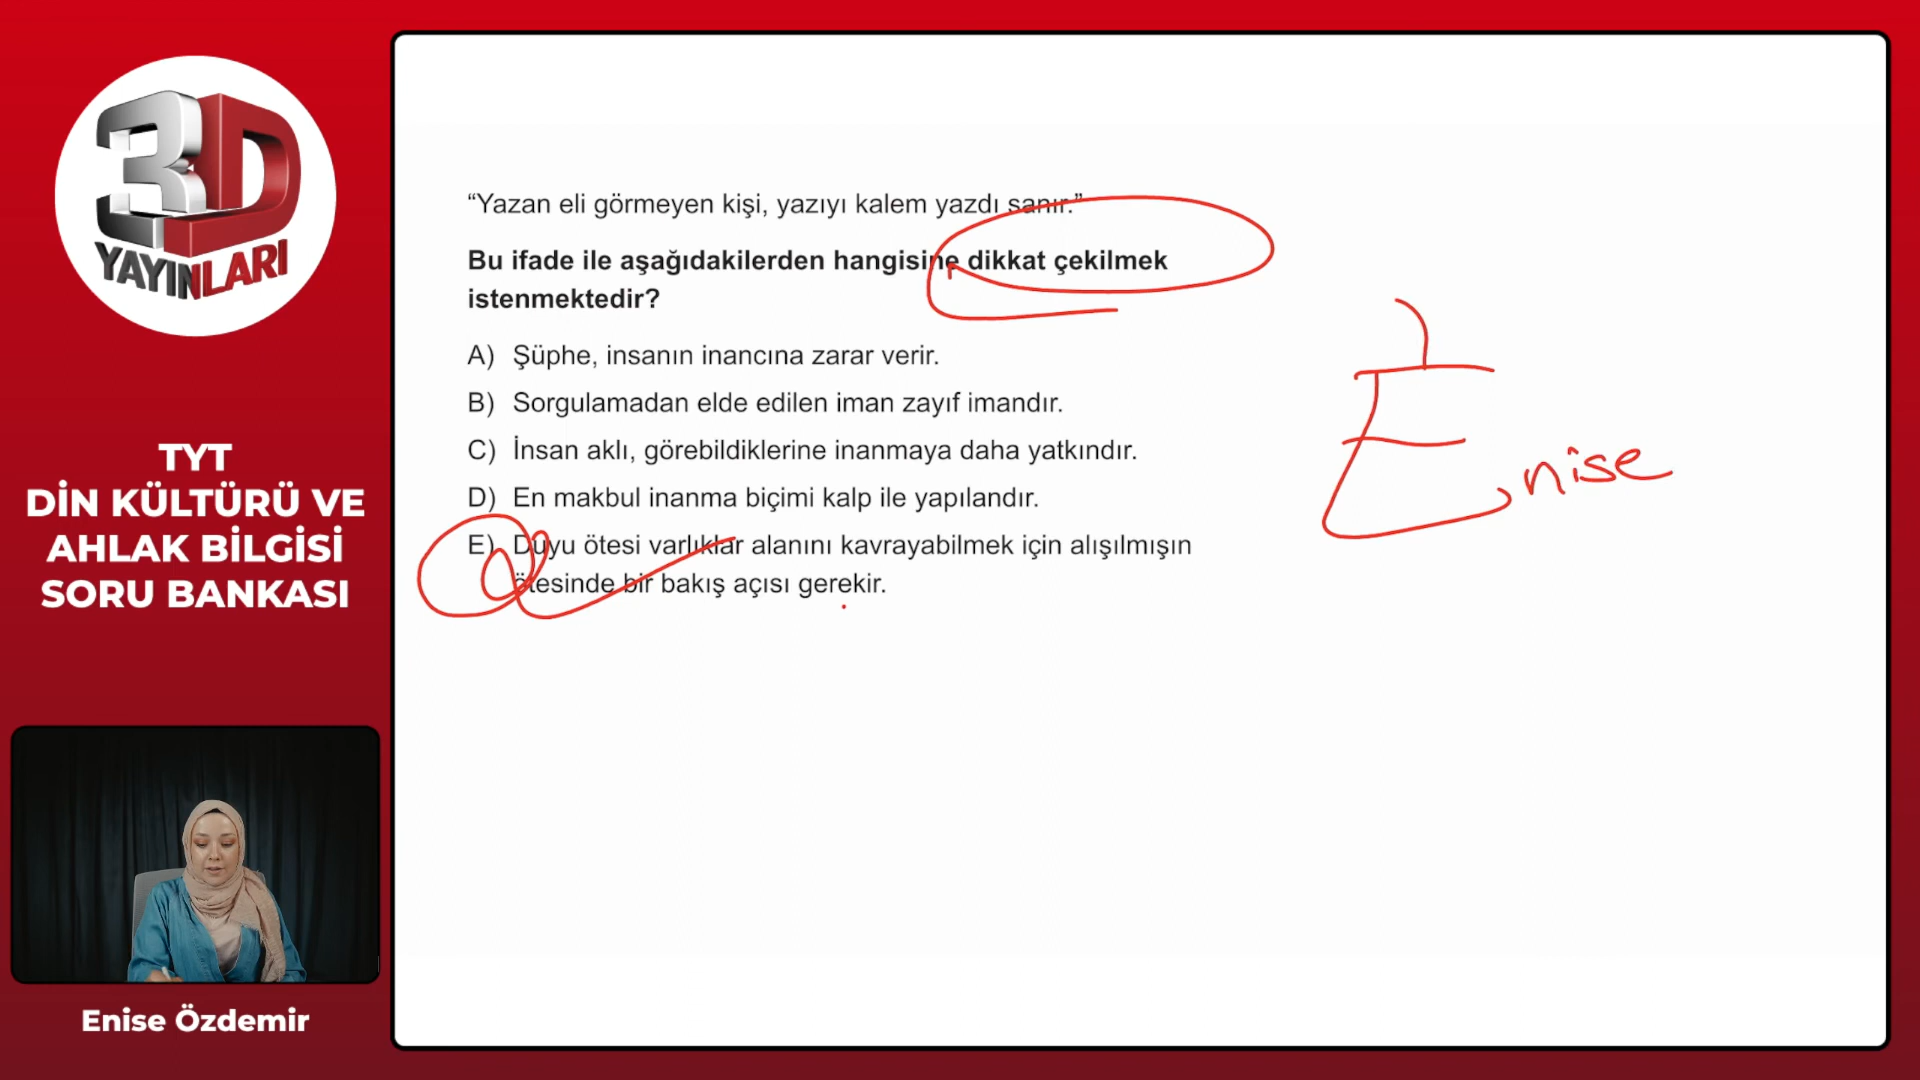 3D
YAYINLARI
TYT
DİN KÜLTÜRÜ VE
AHLAK BİLGİSİ
SORU BANKASI
Enise Özdemir
“Yazan eli görmeyen kişi, yazıyı kalem yazdı sanır.”
Bu ifade ile aşağıdakilerden hangisine dikkat çekilmek
istenmektedir?
A) Şüphe, insanın inancına zarar verir.
B) Sorgulamadan elde edilen iman zayıf imandır.
C) İnsan aklı, görebildiklerine inanmaya daha yatkındır.
D) En makbul inanma biçimi kalp ile yapılandır.
E) Duyu ötesi varlıklar alanını kavrayabilmek için alışılmışın
ötesinde bir bakış açısı gerekir.
Enise